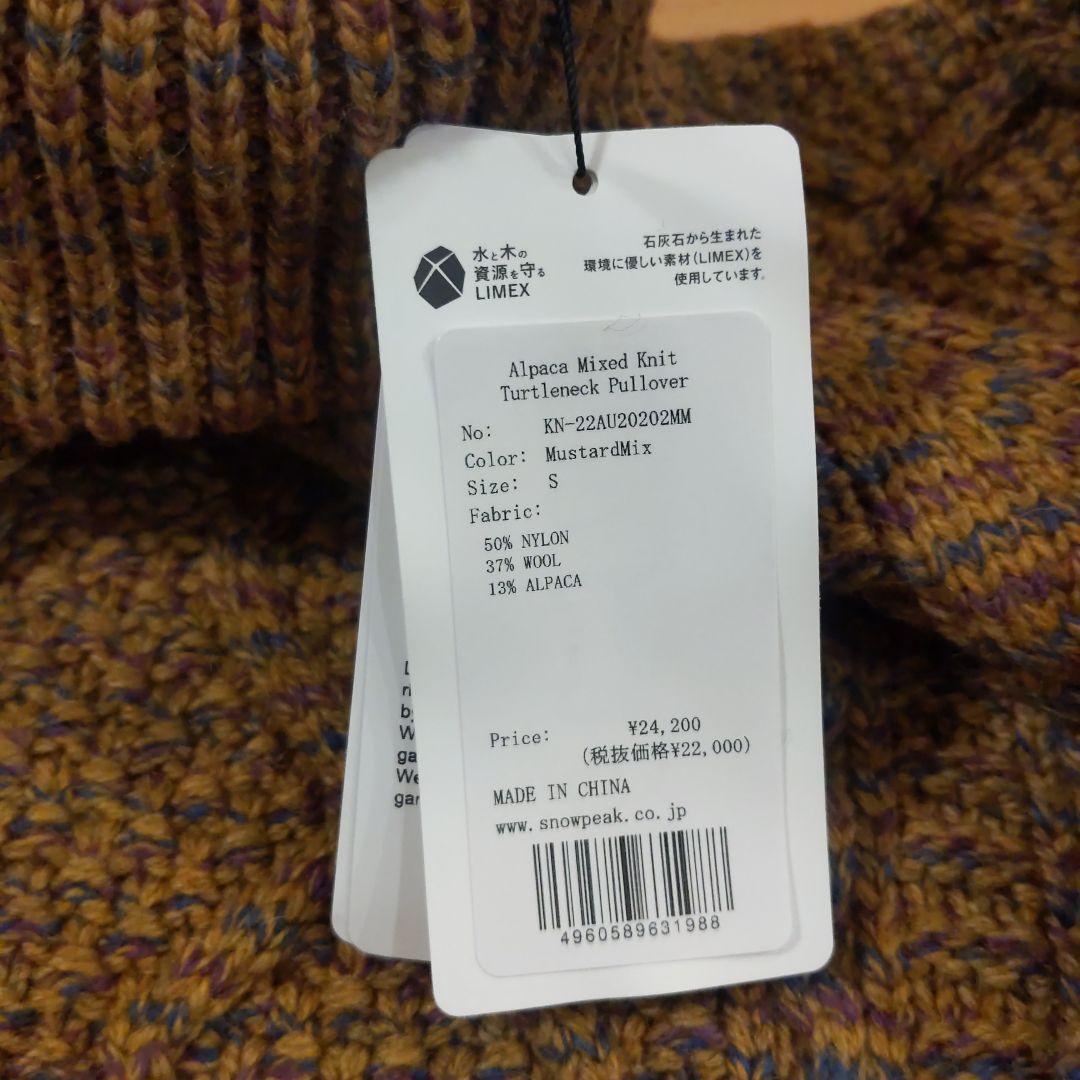 水と木の
資源を守る
LIMEX
石灰石から生まれた
環境に優しい素材(LIMEX)を
使用しています。
Alpaca Mixed Knit
Turtleneck Pullover
No: KN-22AU20202MM
Color: MustardMix
Size: S
Fabric:
50% NYLON
37% WOOL
13% ALPACA
Price: ¥24,200
(税抜価格¥22,000)
MADE IN CHINA
www.snowpeak.co.jp
4960589631988